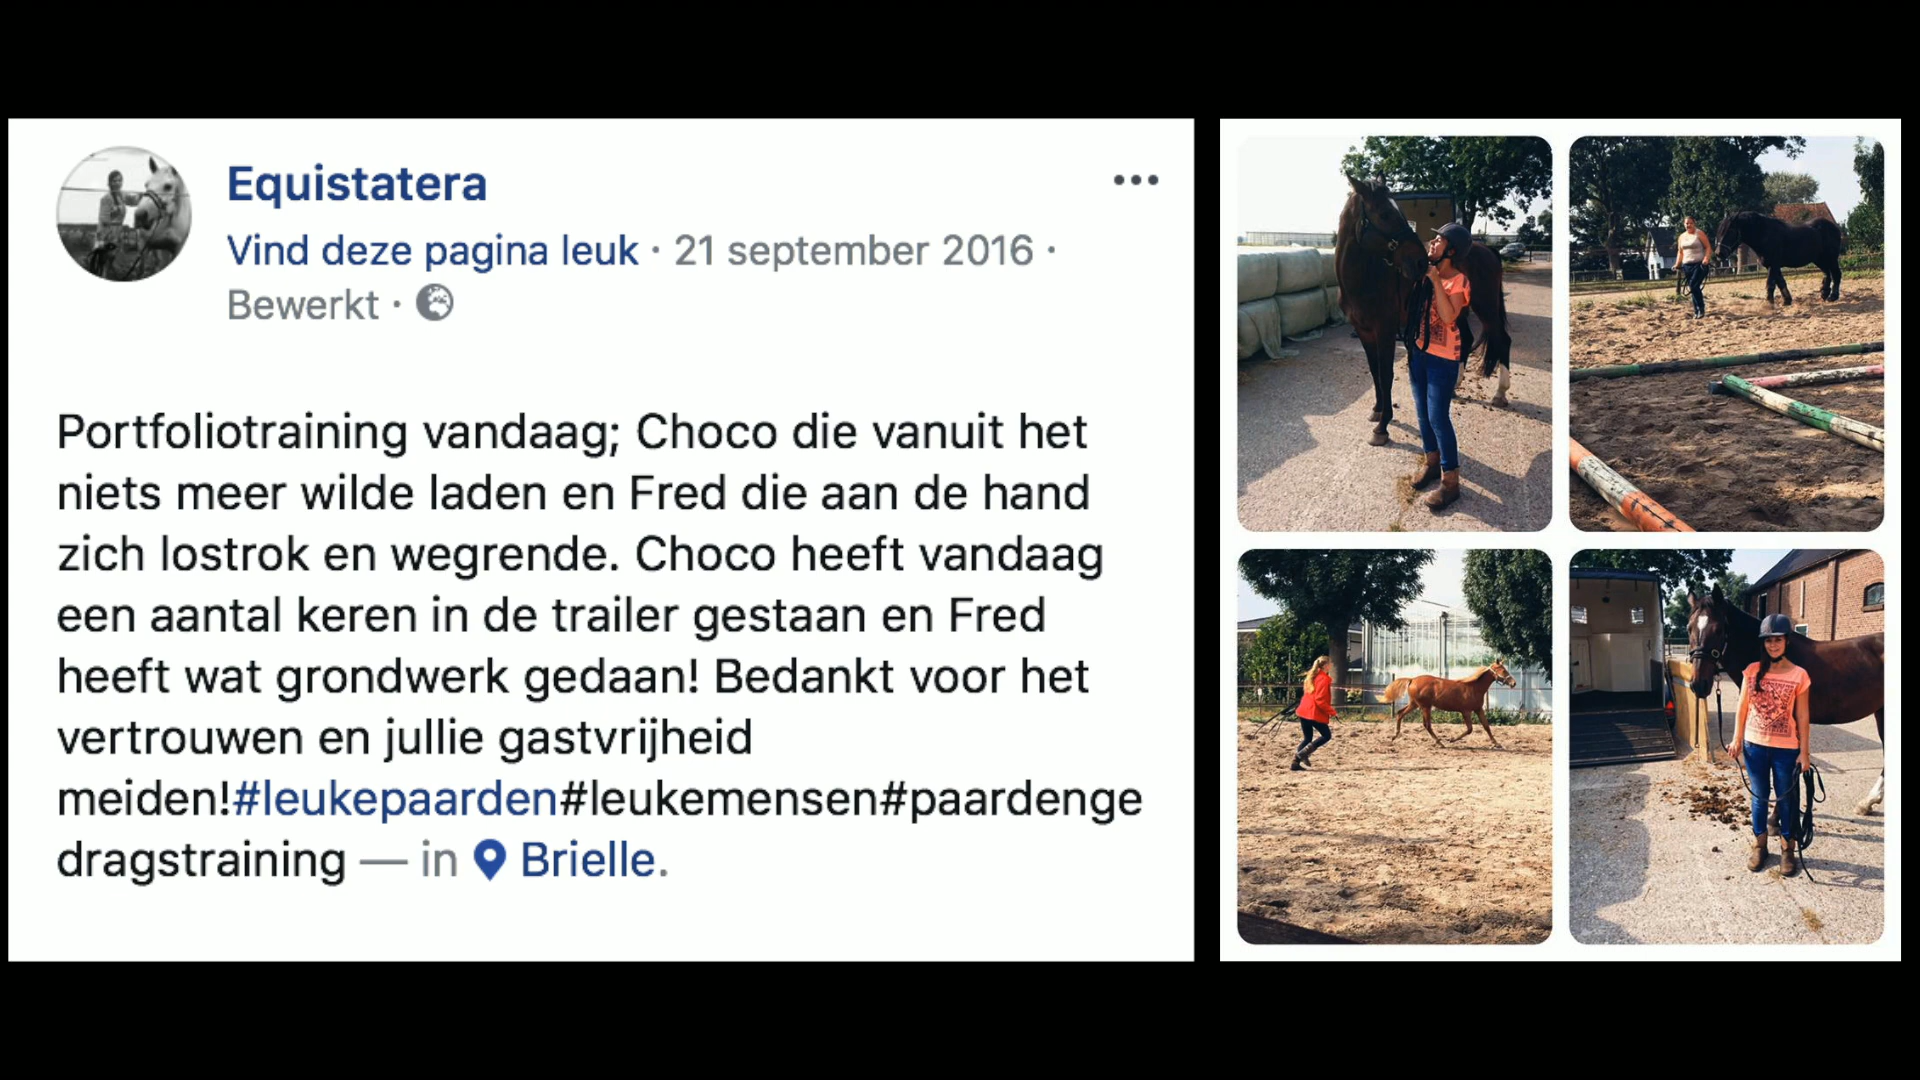 Equistatera
Vind deze pagina leuk · 21 september 2016 ·
Bewerkt ·
Portfoliotraining vandaag; Choco die vanuit het
niets meer wilde laden en Fred die aan de hand
zich lostrok en wegrende. Choco heeft vandaag
een aantal keren in de trailer gestaan en Fred
heeft wat grondwerk gedaan! Bedankt voor het
vertrouwen en jullie gastvrijheid
meiden!#leukepaarden#leukemensen#paardenge
dragstraining — in Brielle.